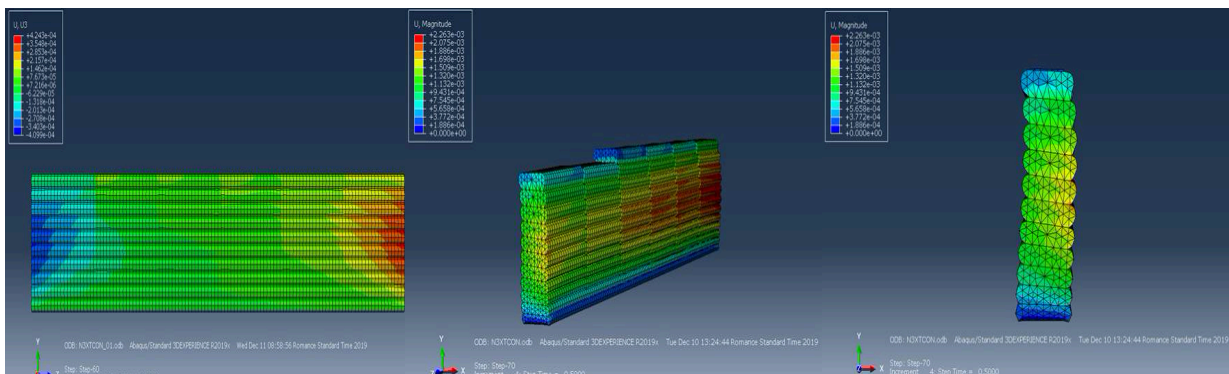 U, U3
+4.243e-04
+3.548e-04
+2.853e-04
+2.157e-04
+1.462e-04
+7.673e-05
+7.216e-06
-6.229e-05
-1.318e-04
-2.013e-04
-2.708e-04
-3.403e-04
-4.099e-04
Y
ODB: N3XTCON_01.odb Abaqus/Standard 3DEXPERIENCE R2019x Wed Dec 11 08:58:56 Romance Standard Time 2019
Step: Step-60
U, Magnitude
+2.263e-03
+2.075e-03
+1.886e-03
+1.698e-03
+1.509e-03
+1.320e-03
+1.132e-03
+9.431e-04
+7.545e-04
+5.658e-04
+3.772e-04
+1.886e-04
+0.000e+00
Y
Z X
ODB: N3XTCON.odb Abaqus/Standard 3DEXPERIENCE R2019x Tue Dec 10 13:24:44 Romance Standard Time 2019
Step: Step-70
Increment 4: Step Time = 0.5000
U, Magnitude
+2.263e-03
+2.075e-03
+1.886e-03
+1.698e-03
+1.509e-03
+1.320e-03
+1.132e-03
+9.431e-04
+7.545e-04
+5.658e-04
+3.772e-04
+1.886e-04
+0.000e+00
Y
X
ODB: N3XTCON.odb Abaqus/Standard 3DEXPERIENCE R2019x Tue Dec 10 13:24:44 Romance Standard Time 2019
Step: Step-70
Increment 4: Step Time = 0.5000